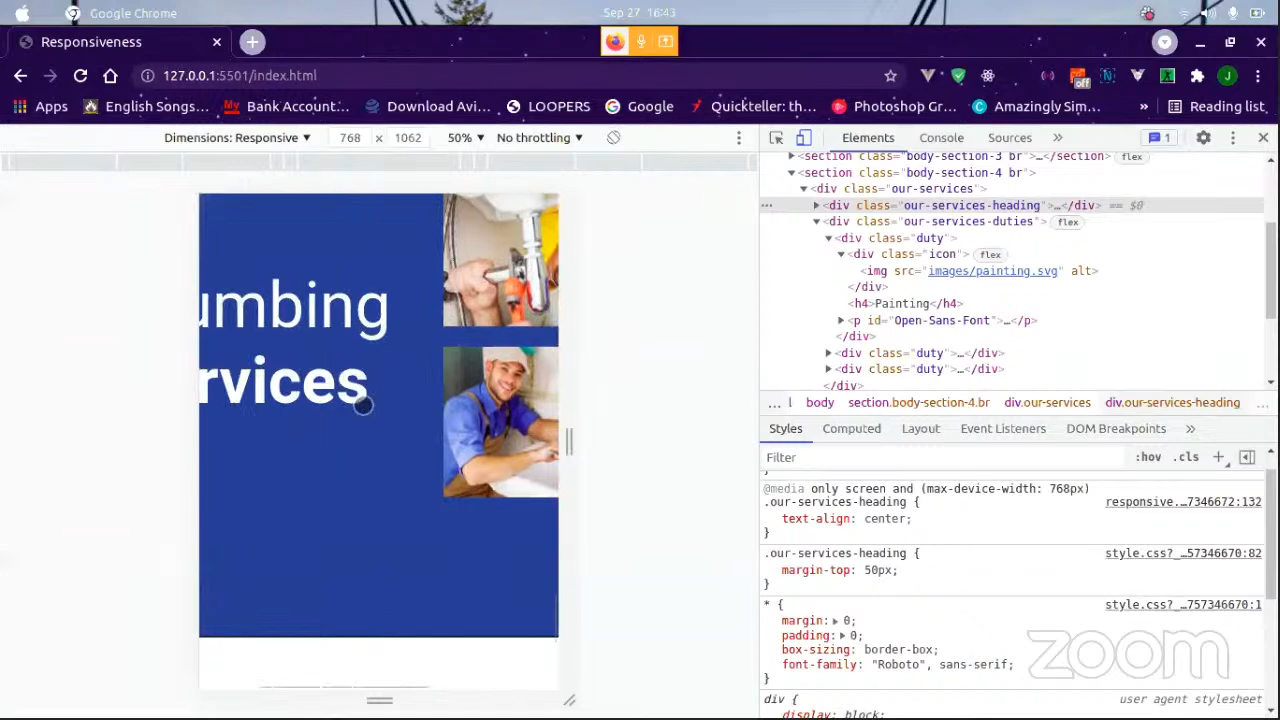 Google Chrome
Sep 27 16:43
Responsiveness
127.0.0.1:5501/index.html
off
J
Apps
English Songs...
My Bank Account:...
Download Avi...
LOOPERS
Google
Quickteller: th...
Photoshop Gr...
Amazingly Sim...
»
Reading list
Dimensions: Responsive
768 × 1062
50%
No throttling
Elements
Console
Sources
»
1
<section class="body-section-3 br">…</section> flex
<section class="body-section-4 br">
<div class="our-services">
<div class="our-services-heading">…</div> == $0
<div class="our-services-duties"> flex
<div class="duty">
<div class="icon"> flex
<img src="images/painting.svg" alt>
</div>
<h4>Painting</h4>
<p id="Open-Sans-Font">…</p>
</div>
<div class="duty">…</div>
<div class="duty">…</div>
</div>
... l body section.body-section-4.br div.our-services div.our-services-heading ...
Styles
Computed
Layout
Event Listeners
DOM Breakpoints
»
Filter
:hov .cls
}
@media only screen and (max-device-width: 768px)
.our-services-heading {
responsive.…7346672:132
text-align: center;
}
.our-services-heading {
style.css?_…57346670:82
margin-top: 50px;
}
* {
style.css?_…757346670:1
margin: 0;
padding: 0;
box-sizing: border-box;
font-family: "Roboto", sans-serif;
}
div {
user agent stylesheet
display: block;
umbing
rvices
zoom